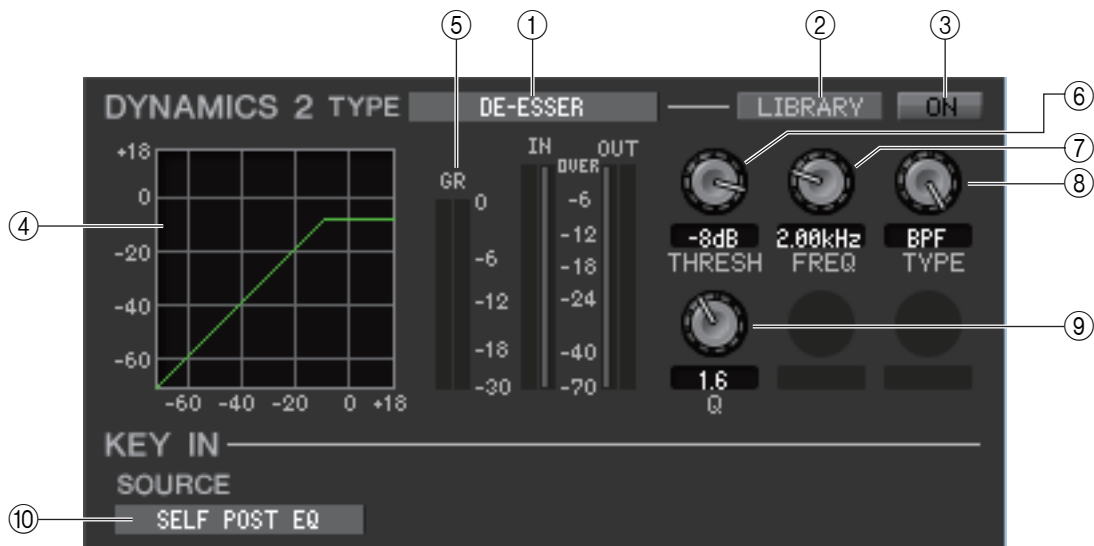 ⑤ ① ② ③
DYNAMICS 2 TYPE DE-ESSER LIBRARY ON
⑥
⑦
⑧
④
+18
0
-20
-40
-60
-60 -40 -20 0 +18
GR
0
-6
-12
-18
-30
IN OUT
OVER
-6
-12
-18
-24
-40
-70
-8dB 2.00kHz BPF
THRESH FREQ TYPE
⑨
1.6
Q
KEY IN
SOURCE
⑩ SELF POST EQ